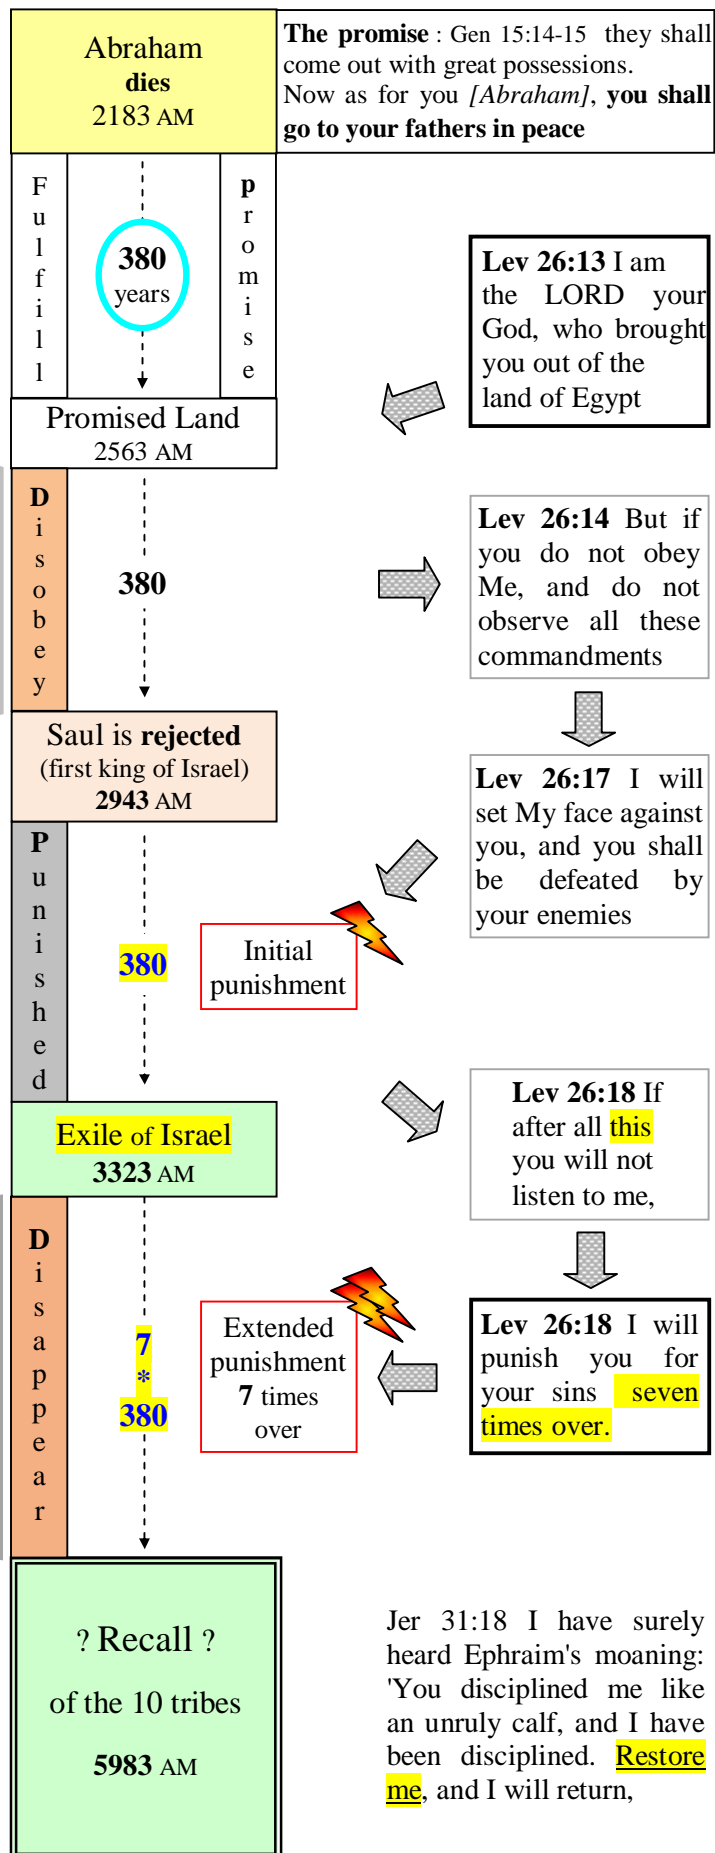 Abraham
dies
2183 AM
The promise : Gen 15:14-15 they shall
come out with great possessions.
Now as for you [Abraham], you shall
go to your fathers in peace
Fulfill
380
years
promise
Lev 26:13 I am
the LORD your
God, who brought
you out of the
land of Egypt
Promised Land
2563 AM
Disobey
380
Lev 26:14 But if
you do not obey
Me, and do not
observe all these
commandments
Saul is rejected
(first king of Israel)
2943 AM
Lev 26:17 I will
set My face against
you, and you shall
be defeated by
your enemies
Punished
380
Initial
punishment
Lev 26:18 If
after all this
you will not
listen to me,
Exile of Israel
3323 AM
Disappear
7
*
380
Extended
punishment
7 times
over
Lev 26:18 I will
punish you for
your sins seven
times over.
? Recall ?
of the 10 tribes
5983 AM
Jer 31:18 I have surely
heard Ephraim's moaning:
'You disciplined me like
an unruly calf, and I have
been disciplined. Restore
me, and I will return,